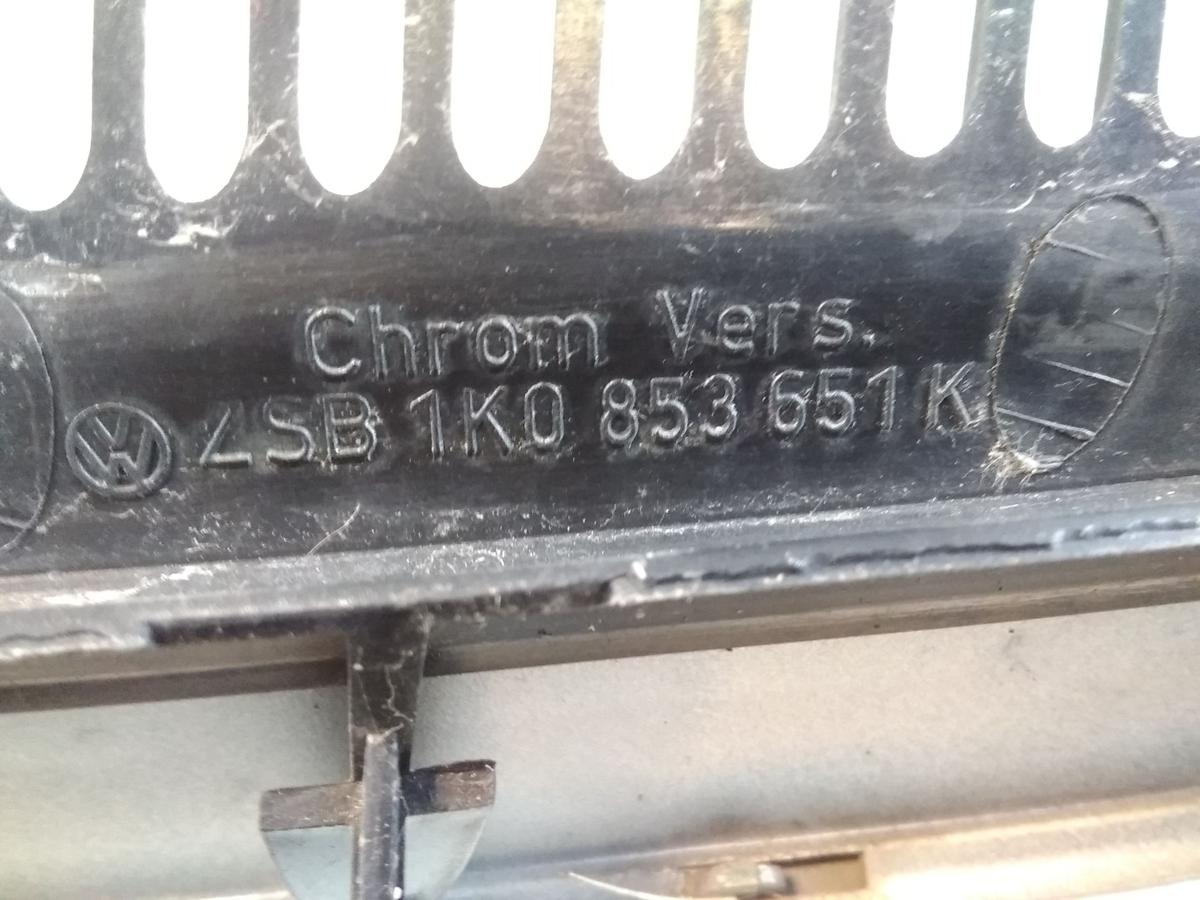 Chrom Vers.
ZSB 1K0 853 651 K